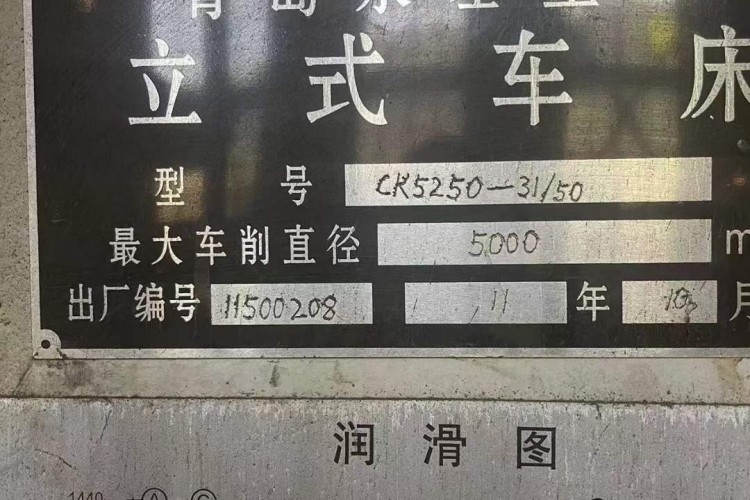 立式车床
型号 CK5250-31/50
最大车削直径 5000 m
出厂编号 11500208 11 年 10 月
润滑图
1440 A C